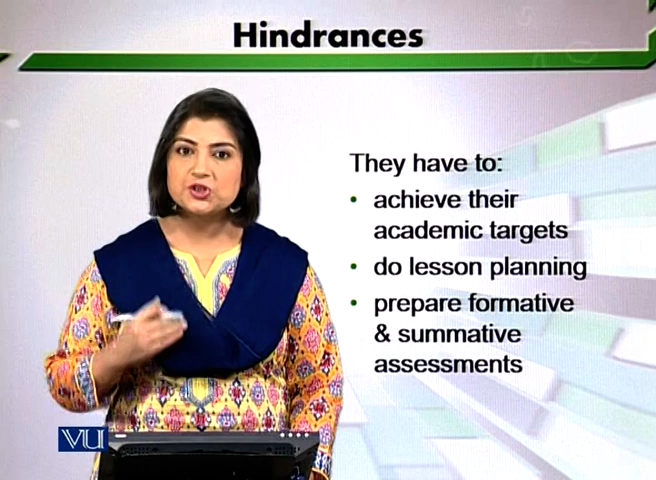 Hindrances
They have to:
• achieve their
academic targets
• do lesson planning
• prepare formative
& summative
assessments
VU